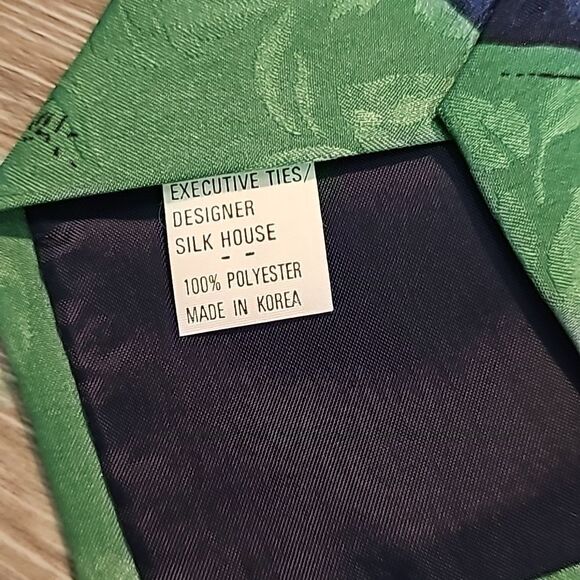 EXECUTIVE TIES/
DESIGNER
SILK HOUSE
- -
100% POLYESTER
MADE IN KOREA